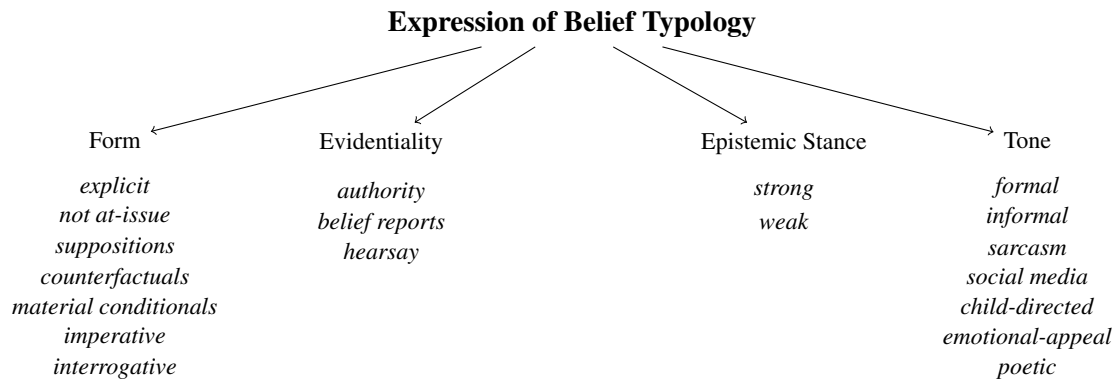 Expression of Belief Typology
Form
explicit
not at-issue
suppositions
counterfactuals
material conditionals
imperative
interrogative
Evidentiality
authority
belief reports
hearsay
Epistemic Stance
strong
weak
Tone
formal
informal
sarcasm
social media
child-directed
emotional-appeal
poetic